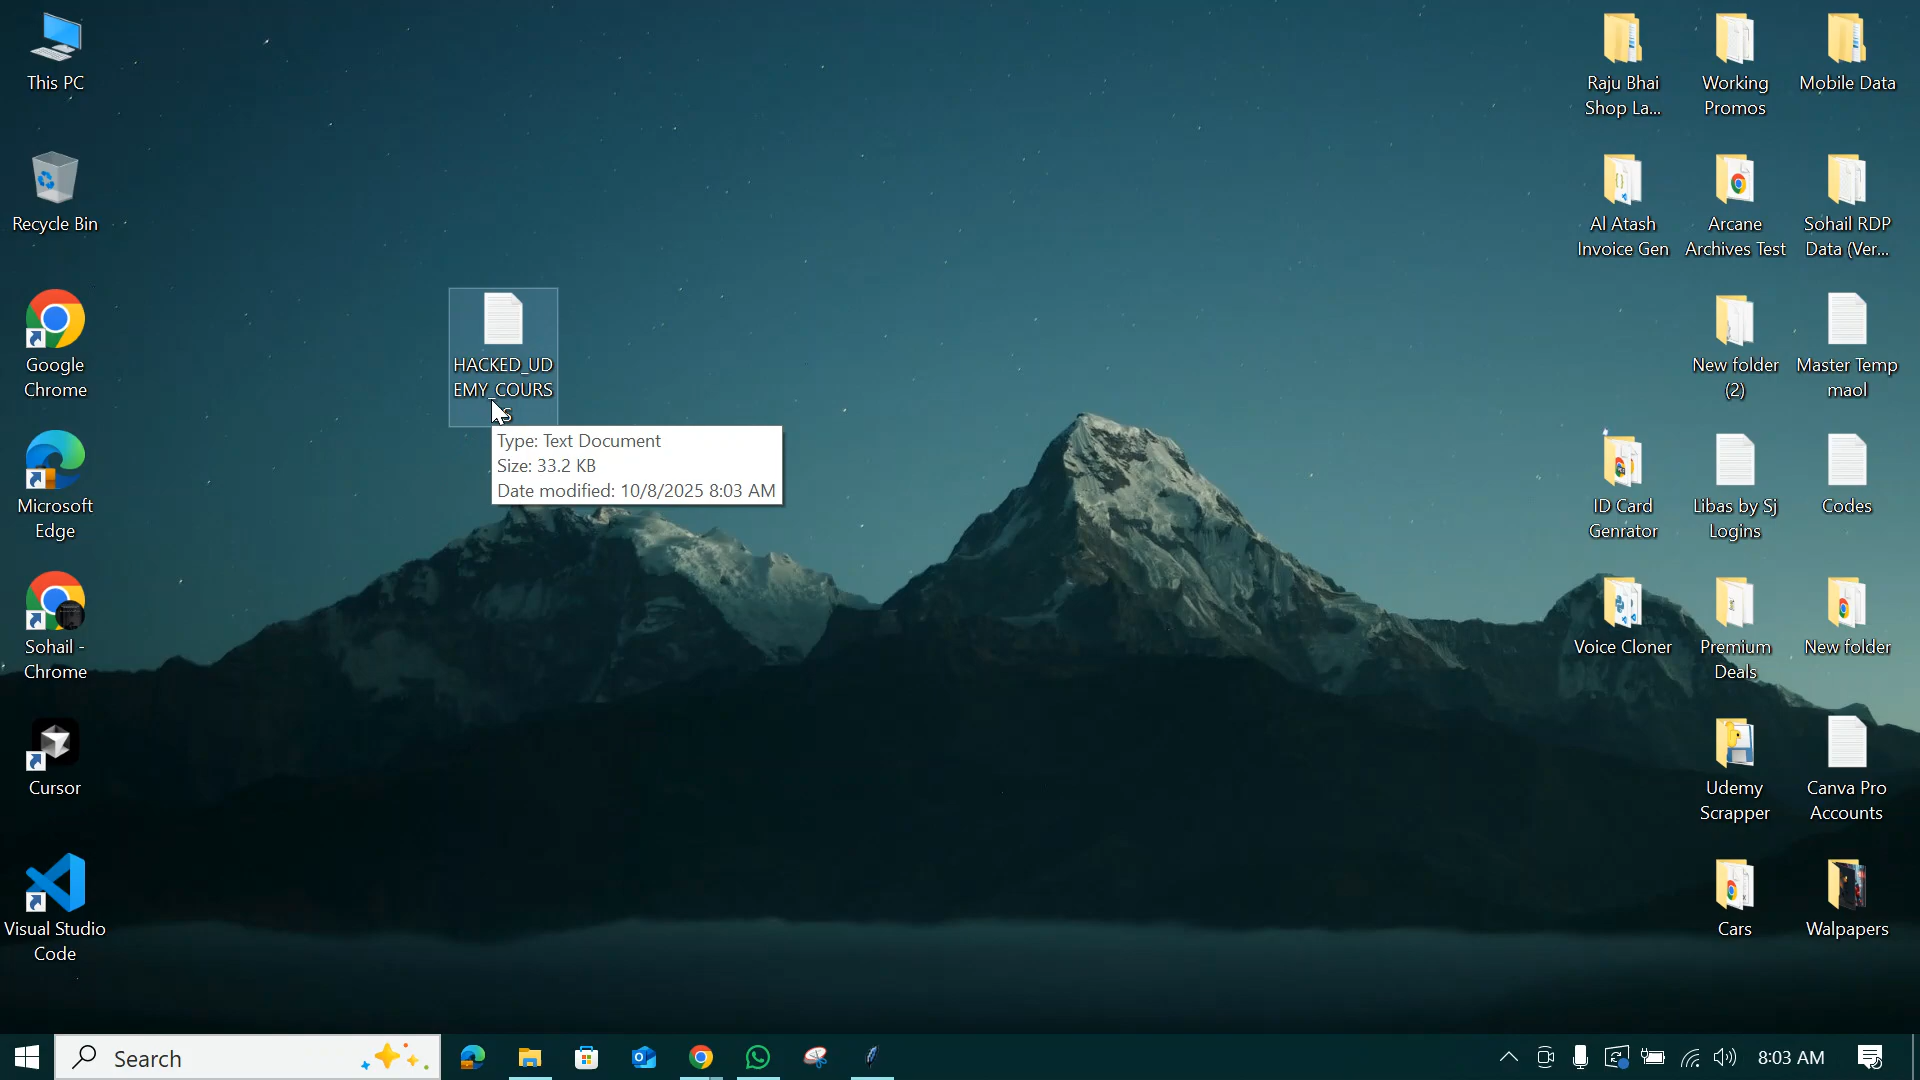 This PC
Recycle Bin
Google
Chrome
Microsoft
Edge
Sohail -
Chrome
Cursor
Visual Studio
Code
HACKED_UD
EMY_COURS
S
Type: Text Document
Size: 33.2 KB
Date modified: 10/8/2025 8:03 AM
Raju Bhai
Shop La...
Working
Promos
Mobile Data
Al Atash
Invoice Gen
Arcane
Archives Test
Sohail RDP
Data (Ver...
New folder
(2)
Master Temp
maol
ID Card
Genrator
Libas by Sj
Logins
Codes
Voice Cloner
Premium
Deals
New folder
Udemy
Scrapper
Canva Pro
Accounts
Cars
Walpapers
Search
8:03 AM